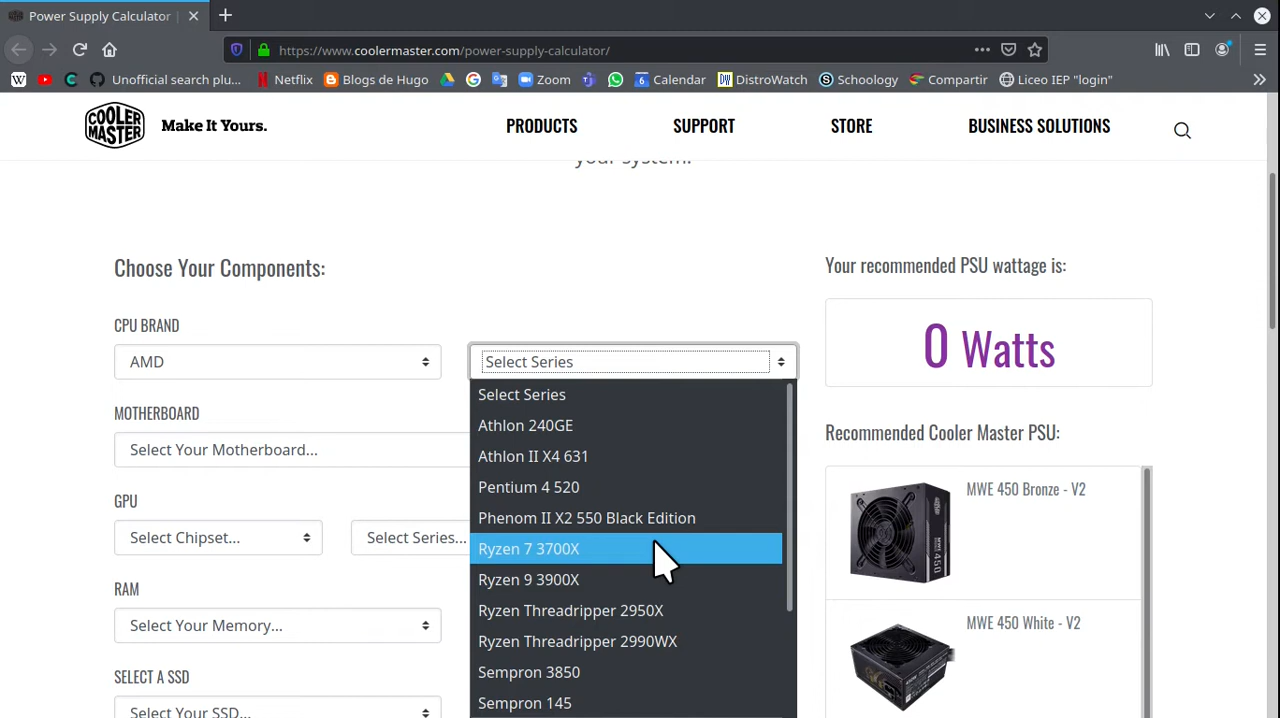 Power Supply Calculator
https://www.coolermaster.com/power-supply-calculator/
W
Unofficial search plu...
Netflix
Blogs de Hugo
Zoom
6
Calendar
DW
DistroWatch
S
Schoology
Compartir
Liceo IEP "login"
COOLER MASTER
Make It Yours.
PRODUCTS
SUPPORT
STORE
BUSINESS SOLUTIONS
your system.
Choose Your Components:
CPU BRAND
AMD
Select Series
Select Series
Athlon 240GE
Athlon II X4 631
Pentium 4 520
Phenom II X2 550 Black Edition
Ryzen 7 3700X
Ryzen 9 3900X
Ryzen Threadripper 2950X
Ryzen Threadripper 2990WX
Sempron 3850
Sempron 145
MOTHERBOARD
Select Your Motherboard...
GPU
Select Chipset...
Select Series...
RAM
Select Your Memory...
SELECT A SSD
Select Your SSD...
Your recommended PSU wattage is:
0 Watts
Recommended Cooler Master PSU:
MWE 450 Bronze - V2
MWE 450 White - V2